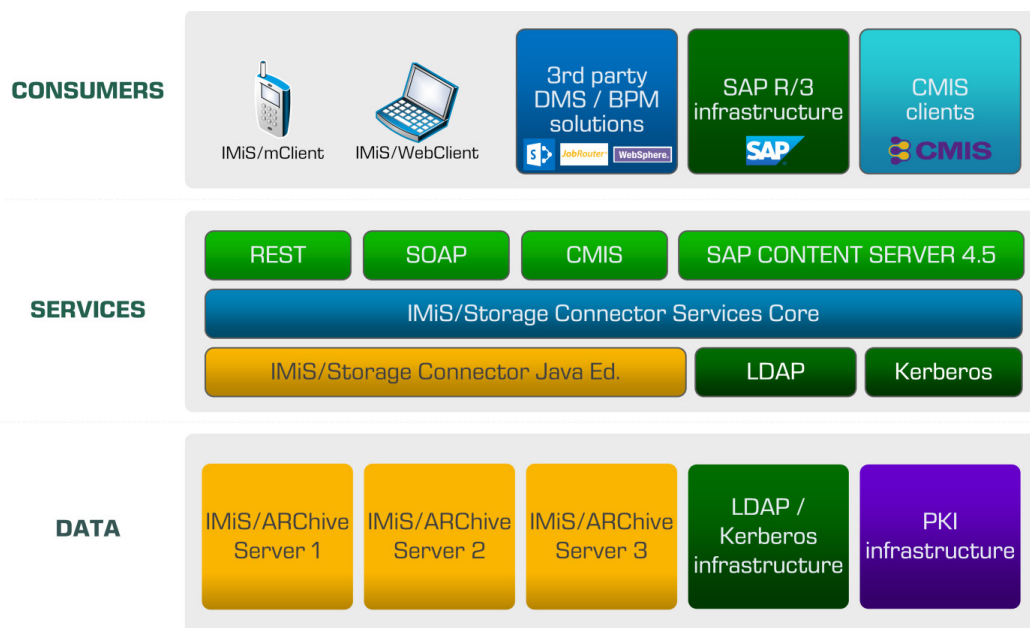 CONSUMERS
IMiS/mClient
IMiS/WebClient
3rd party
DMS / BPM
solutions
S
JobRouter
WebSphere.
SAP R/3
infrastructure
SAP
CMIS
clients
CMIS
SERVICES
REST
SOAP
CMIS
SAP CONTENT SERVER 4.5
IMiS/Storage Connector Services Core
IMiS/Storage Connector Java Ed.
LDAP
Kerberos
DATA
IMiS/ARChive
Server 1
IMiS/ARChive
Server 2
IMiS/ARChive
Server 3
LDAP /
Kerberos
infrastructure
PKI
infrastructure